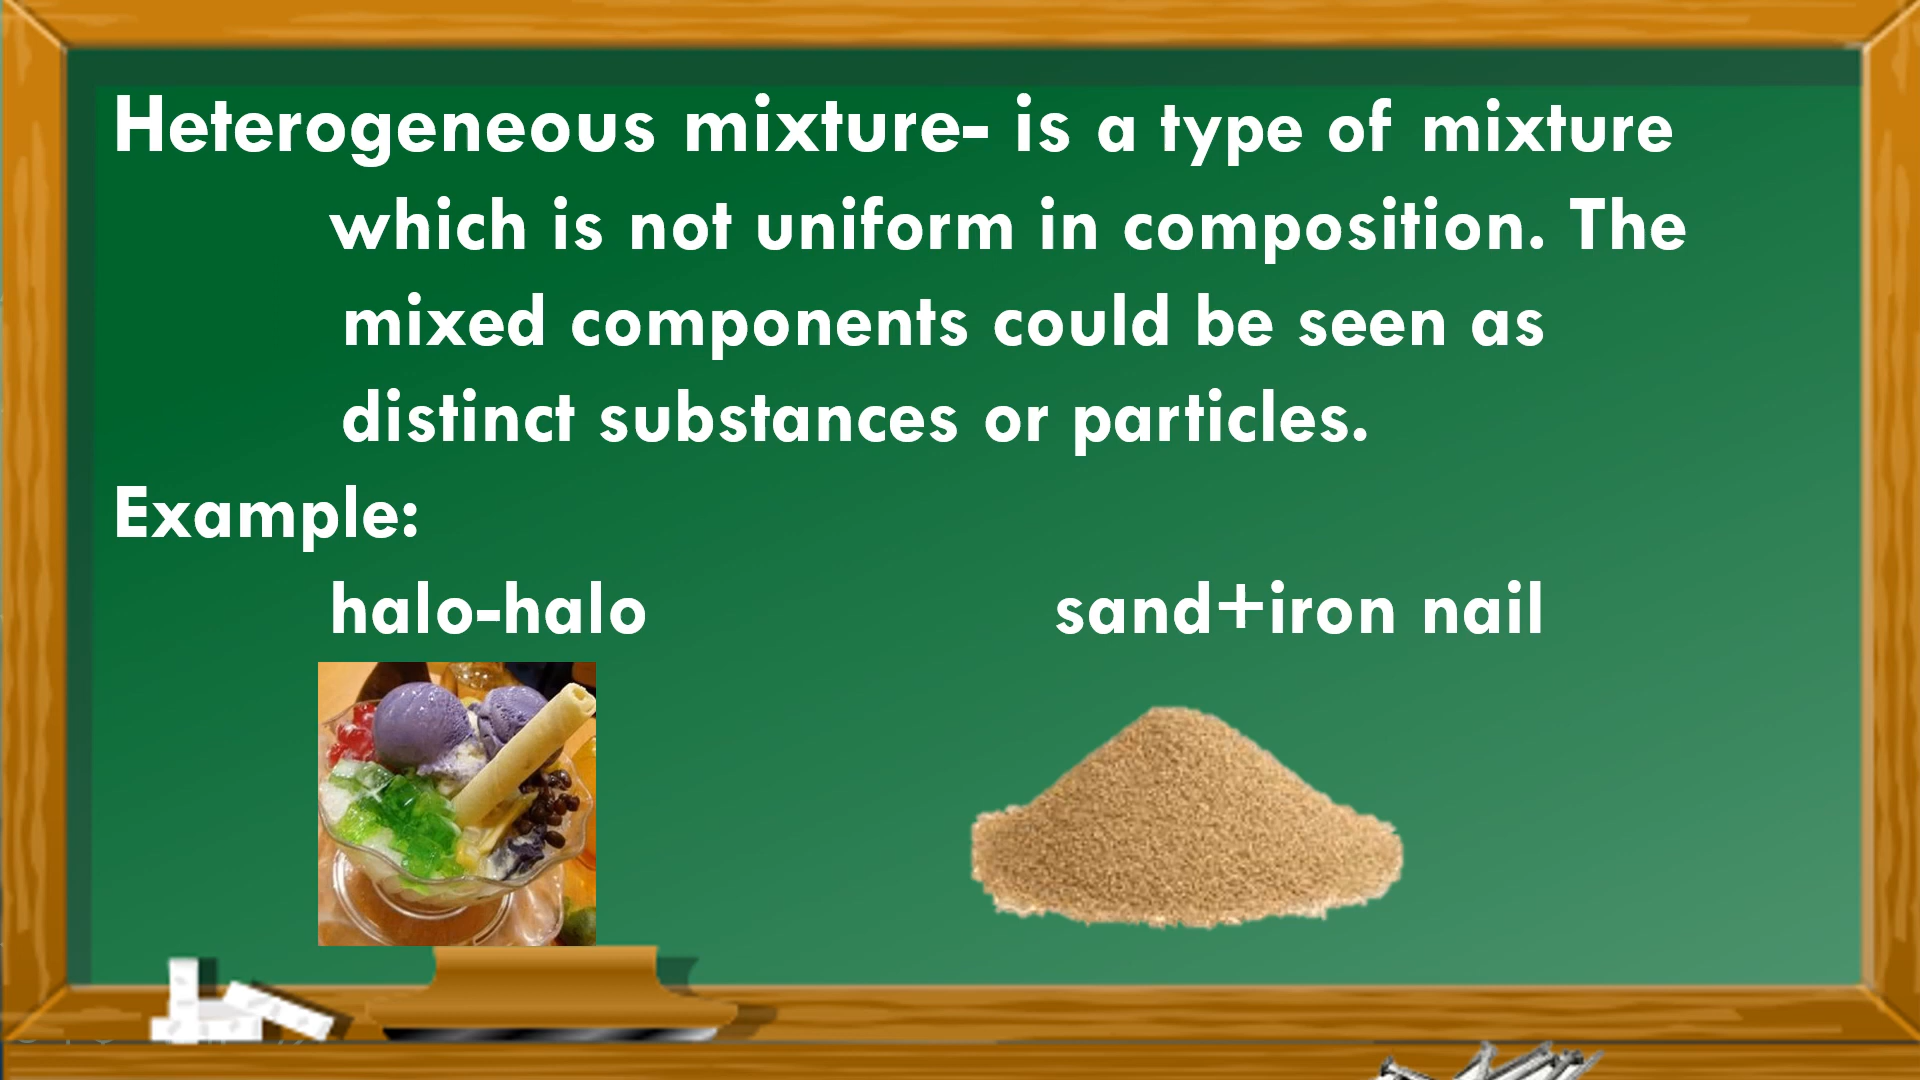 Heterogeneous mixture- is a type of mixture
which is not uniform in composition. The
mixed components could be seen as
distinct substances or particles.
Example:
halo-halo sand+iron nail